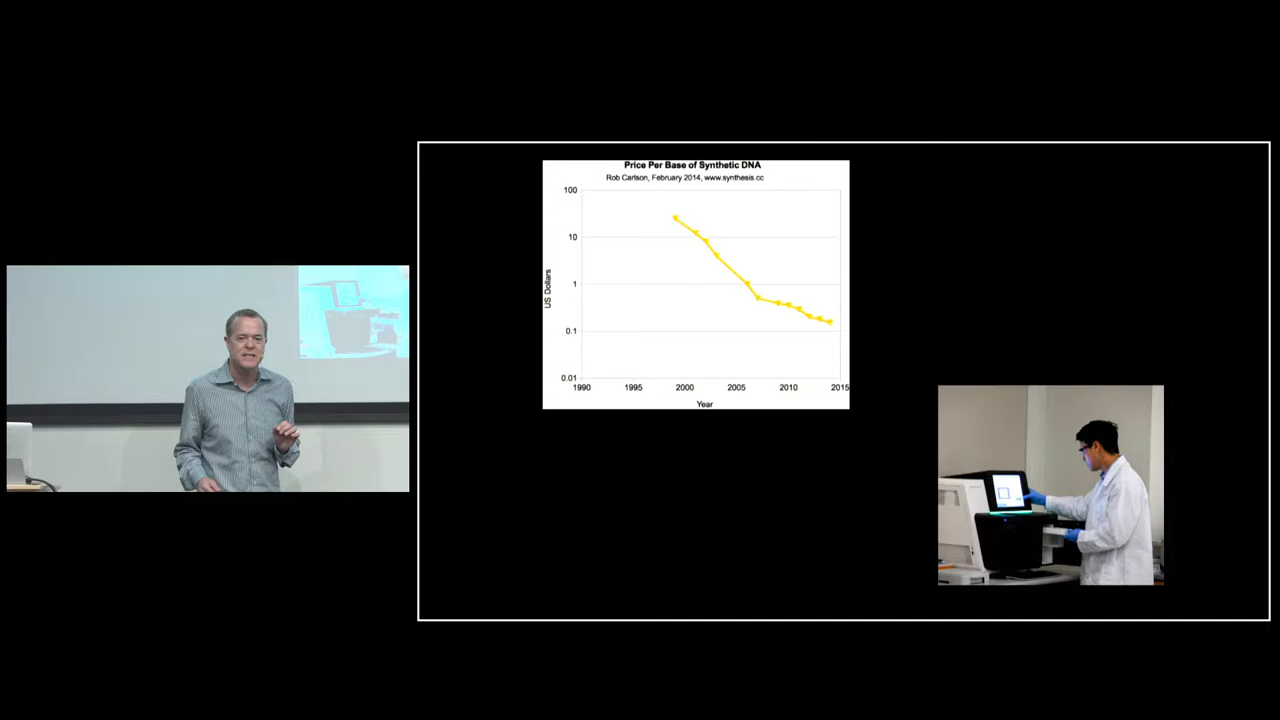 Price Per Base of Synthetic DNA
Rob Carlson, February 2014, www.synthesis.cc
100
10
1
0.1
0.01
US Dollars
1990 1995 2000 2005 2010 2015
Year